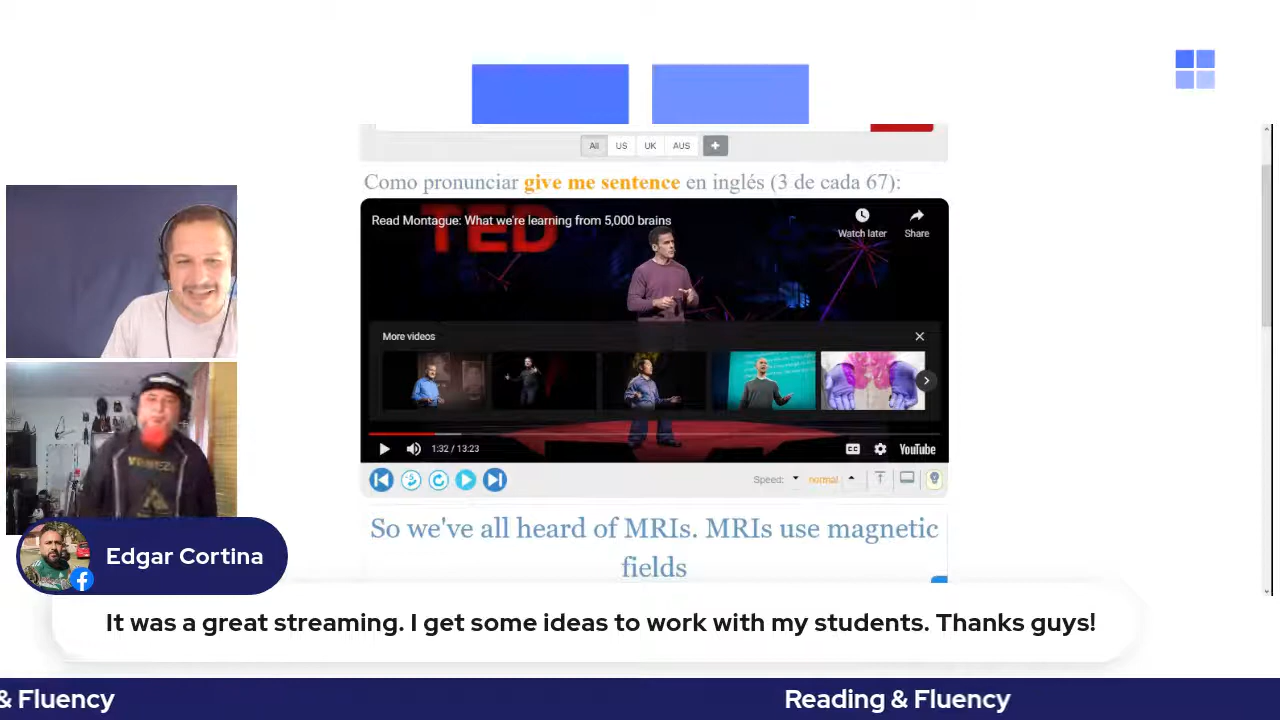 All US UK AUS +
Como pronunciar give me sentence en inglés (3 de cada 67):
TED
Read Montague: What we're learning from 5,000 brains
Watch later
Share
More videos
1:32 / 13:23
CC
YouTube
Speed: normal
So we've all heard of MRIs. MRIs use magnetic
fields
Edgar Cortina
It was a great streaming. I get some ideas to work with my students. Thanks guys!
& Fluency
Reading & Fluency